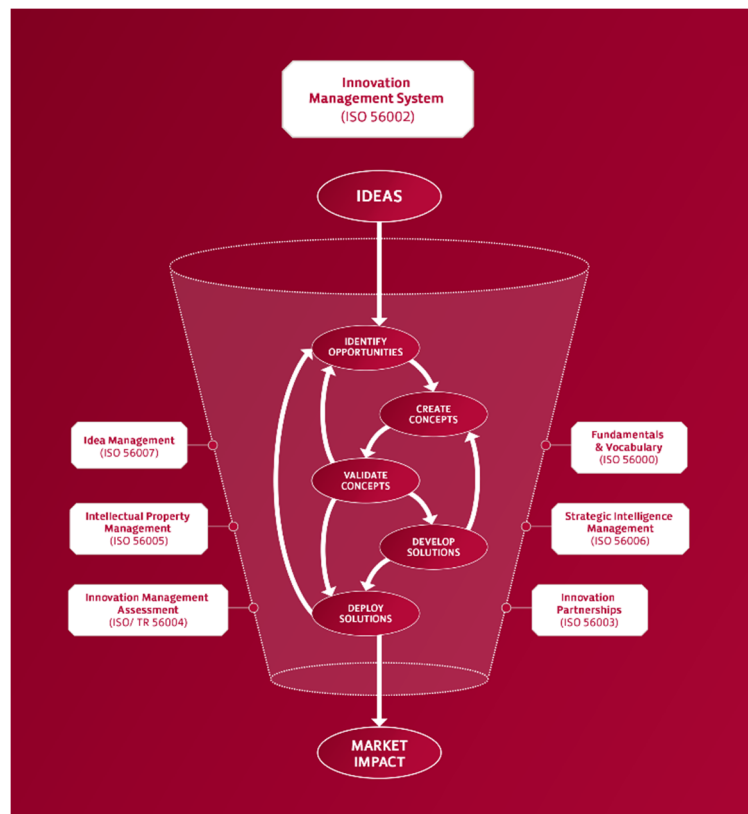 Innovation
Management System
(ISO 56002)
IDEAS
IDENTIFY
OPPORTUNITIES
CREATE
CONCEPTS
VALIDATE
CONCEPTS
DEVELOP
SOLUTIONS
DEPLOY
SOLUTIONS
MARKET
IMPACT
Idea Management
(ISO 56007)
Intellectual Property
Management
(ISO 56005)
Innovation Management
Assessment
(ISO/ TR 56004)
Fundamentals
& Vocabulary
(ISO 56000)
Strategic Intelligence
Management
(ISO 56006)
Innovation
Partnerships
(ISO 56003)